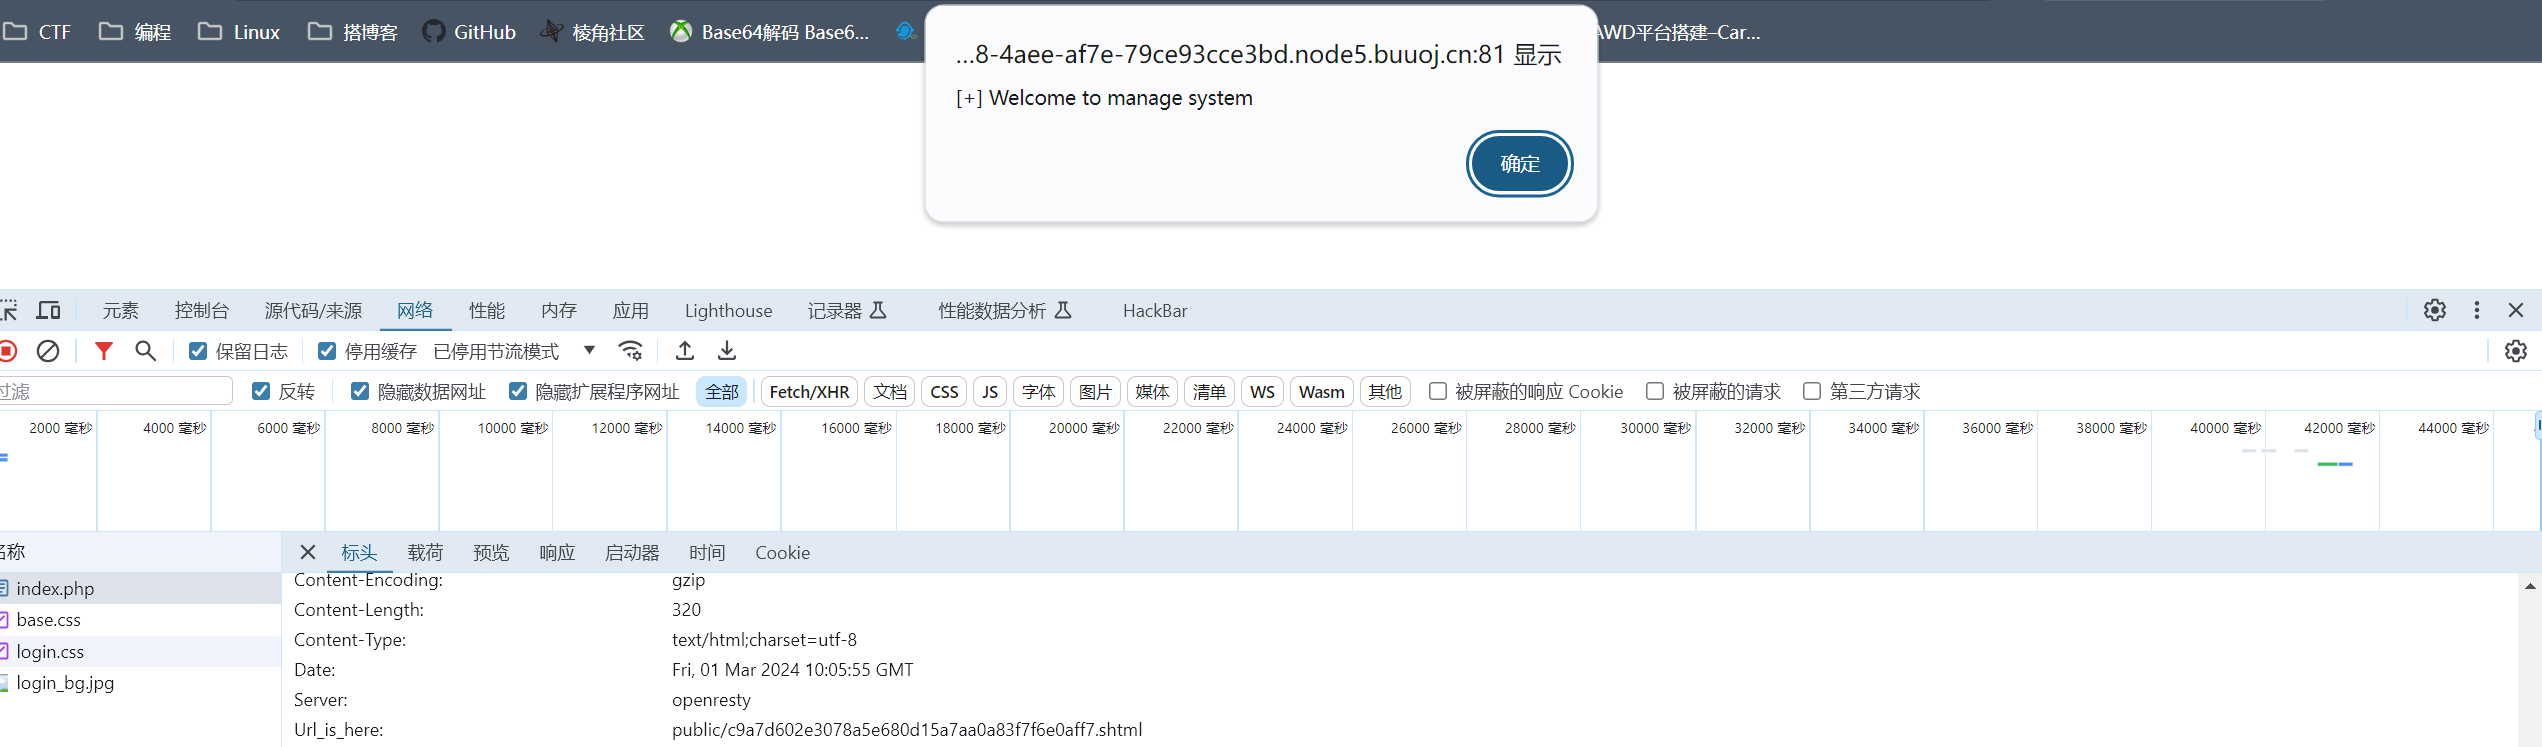 CTF 编程 Linux 搭博客 GitHub 棱角社区 Base64解码 Base6... AWD平台搭建–Car...
...8-4aee-af7e-79ce93cce3bd.node5.buuoj.cn:81 显示
[+] Welcome to manage system
确定
元素 控制台 源代码/来源 网络 性能 内存 应用 Lighthouse 记录器 性能数据分析 HackBar
保留日志 停用缓存 已停用节流模式
过滤 反转 隐藏数据网址 隐藏扩展程序网址 全部 Fetch/XHR 文档 CSS JS 字体 图片 媒体 清单 WS Wasm 其他 被屏蔽的响应 Cookie 被屏蔽的请求 第三方请求
2000 毫秒 4000 毫秒 6000 毫秒 8000 毫秒 10000 毫秒 12000 毫秒 14000 毫秒 16000 毫秒 18000 毫秒 20000 毫秒 22000 毫秒 24000 毫秒 26000 毫秒 28000 毫秒 30000 毫秒 32000 毫秒 34000 毫秒 36000 毫秒 38000 毫秒 40000 毫秒 42000 毫秒 44000 毫秒
名称 标头 载荷 预览 响应 启动器 时间 Cookie
index.php
base.css
login.css
login_bg.jpg
Content-Encoding: gzip
Content-Length: 320
Content-Type: text/html;charset=utf-8
Date: Fri, 01 Mar 2024 10:05:55 GMT
Server: openresty
Url_is_here: public/c9a7d602e3078a5e680d15a7aa0a83f7f6e0aff7.shtml